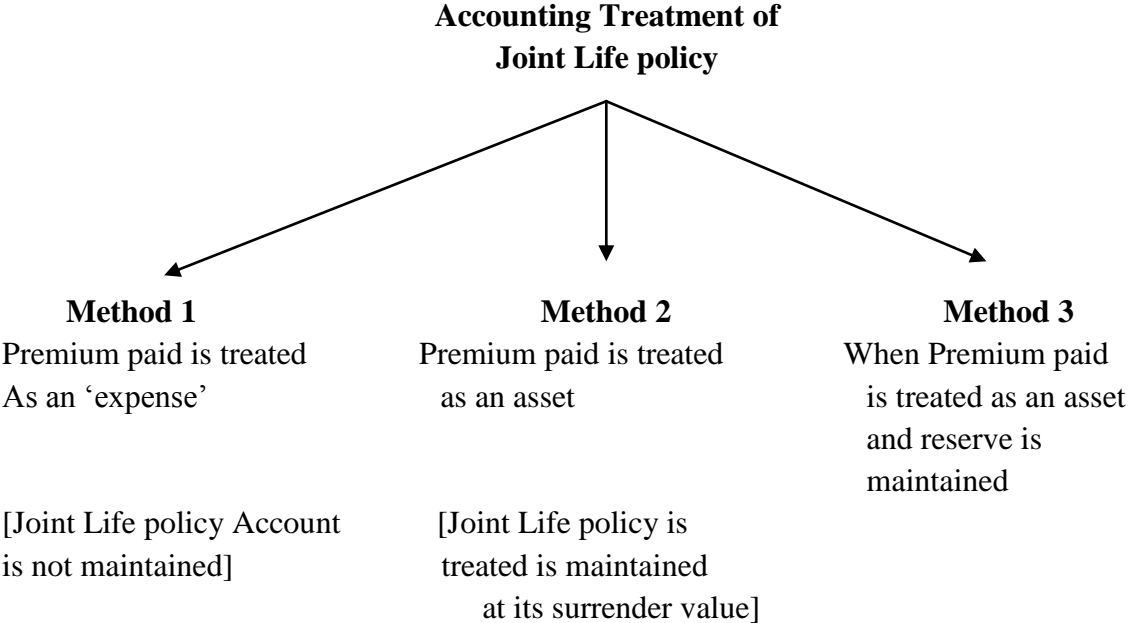 Accounting Treatment of
Joint Life policy
Method 1
Premium paid is treated
As an ‘expense’
[Joint Life policy Account
is not maintained]
Method 2
Premium paid is treated
as an asset
[Joint Life policy is
treated is maintained
at its surrender value]
Method 3
When Premium paid
is treated as an asset
and reserve is
maintained